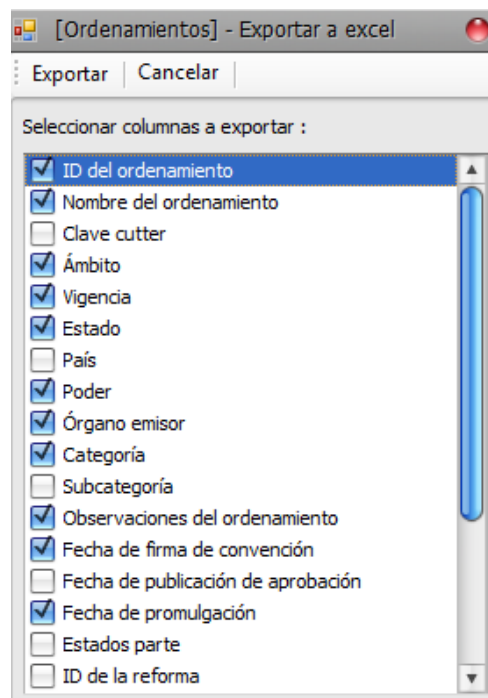 [Ordenamientos] - Exportar a excel
Exportar Cancelar
Seleccionar columnas a exportar :
ID del ordenamiento
Nombre del ordenamiento
Clave cutter
Ámbito
Vigencia
Estado
País
Poder
Órgano emisor
Categoría
Subcategoría
Observaciones del ordenamiento
Fecha de firma de convención
Fecha de publicación de aprobación
Fecha de promulgación
Estados parte
ID de la reforma